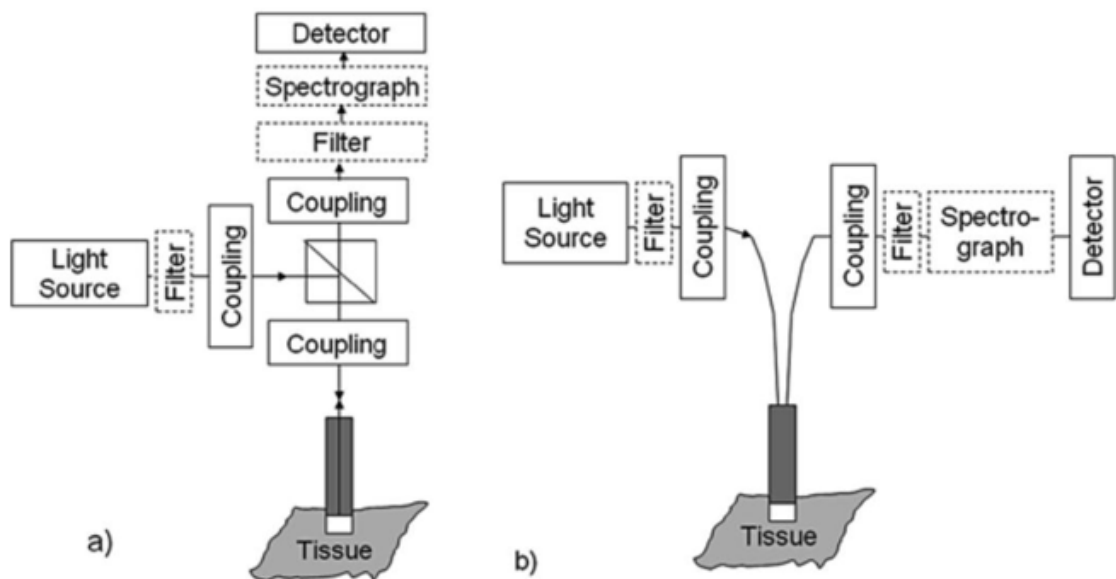 Detector
Spectrograph
Filter
Coupling
Light
Source
Filter
Coupling
Coupling
Tissue
a)
Light
Source
Filter
Coupling
Coupling
Filter
Spectro-
graph
Detector
Tissue
b)